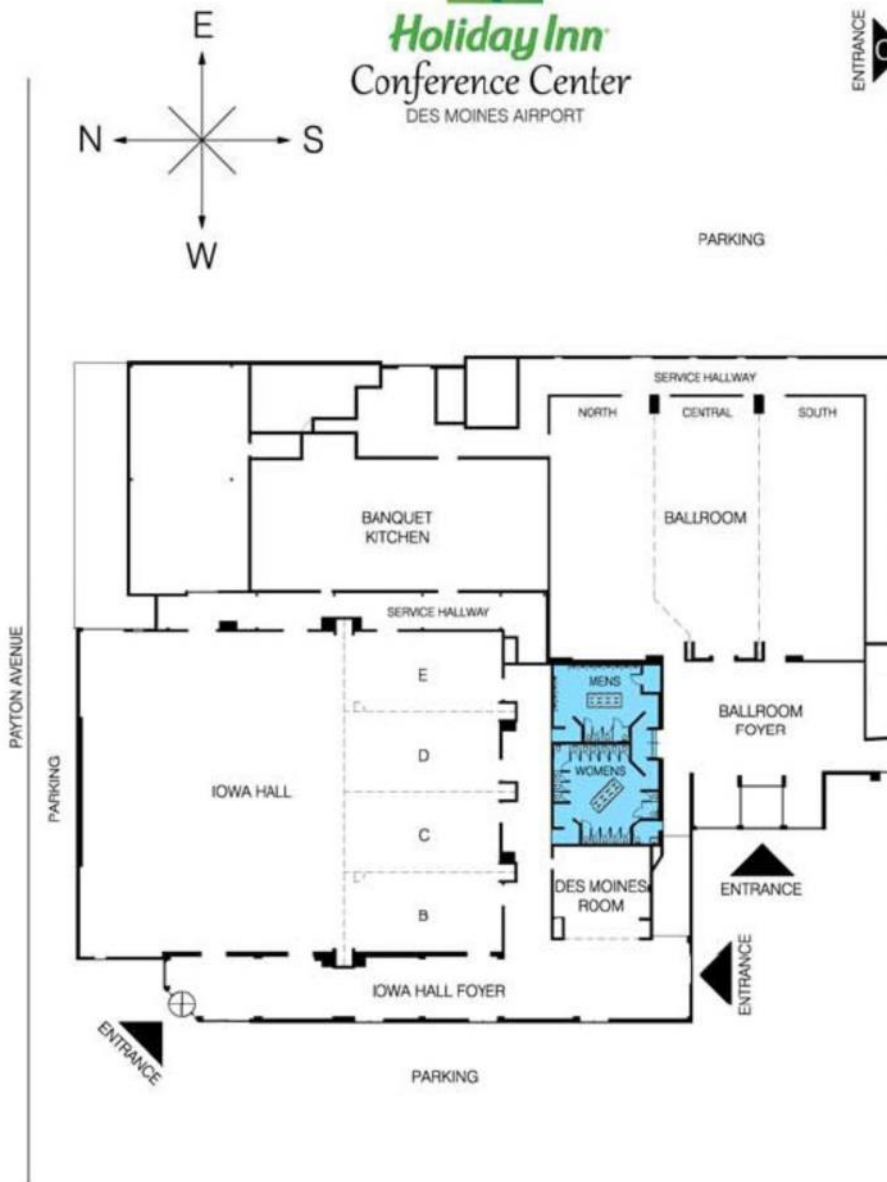 Holiday Inn
Conference Center
DES MOINES AIRPORT
E
N
S
W
ENTRANCE
PARKING
SERVICE HALLWAY
NORTH
CENTRAL
SOUTH
BALLROOM
BANQUET
KITCHEN
SERVICE HALLWAY
PAYTON AVENUE
PARKING
IOWA HALL
E
D
C
B
MENS
WOMENS
BALLROOM
FOYER
DES MOINES
ROOM
ENTRANCE
ENTRANCE
IOWA HALL FOYER
ENTRANCE
PARKING